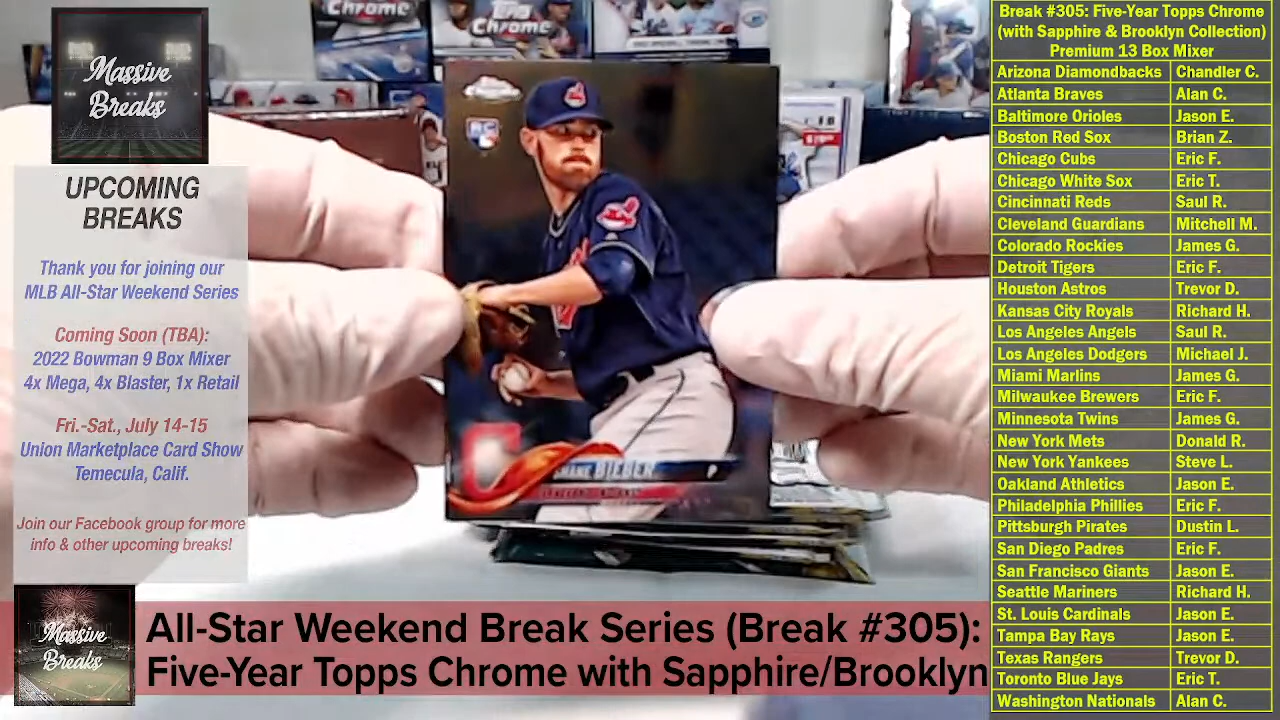 Massive
Breaks
UPCOMING
BREAKS
Thank you for joining our
MLB All-Star Weekend Series
Coming Soon (TBA):
2022 Bowman 9 Box Mixer
4x Mega, 4x Blaster, 1x Retail
Fri.-Sat., July 14-15
Union Marketplace Card Show
Temecula, Calif.
Join our Facebook group for more
info & other upcoming breaks!
Chrome
Topps
Chrome
Chrome
RC
C
SHANE BIEBER
P
Massive
Breaks
All-Star Weekend Break Series (Break #305):
Five-Year Topps Chrome with Sapphire/Brooklyn
Break #305: Five-Year Topps Chrome
(with Sapphire & Brooklyn Collection)
Premium 13 Box Mixer
Arizona Diamondbacks Chandler C.
Atlanta Braves Alan C.
Baltimore Orioles Jason E.
Boston Red Sox Brian Z.
Chicago Cubs Eric F.
Chicago White Sox Eric T.
Cincinnati Reds Saul R.
Cleveland Guardians Mitchell M.
Colorado Rockies James G.
Detroit Tigers Eric F.
Houston Astros Trevor D.
Kansas City Royals Richard H.
Los Angeles Angels Saul R.
Los Angeles Dodgers Michael J.
Miami Marlins James G.
Milwaukee Brewers Eric F.
Minnesota Twins James G.
New York Mets Donald R.
New York Yankees Steve L.
Oakland Athletics Jason E.
Philadelphia Phillies Eric F.
Pittsburgh Pirates Dustin L.
San Diego Padres Eric F.
San Francisco Giants Jason E.
Seattle Mariners Richard H.
St. Louis Cardinals Jason E.
Tampa Bay Rays Jason E.
Texas Rangers Trevor D.
Toronto Blue Jays Eric T.
Washington Nationals Alan C.